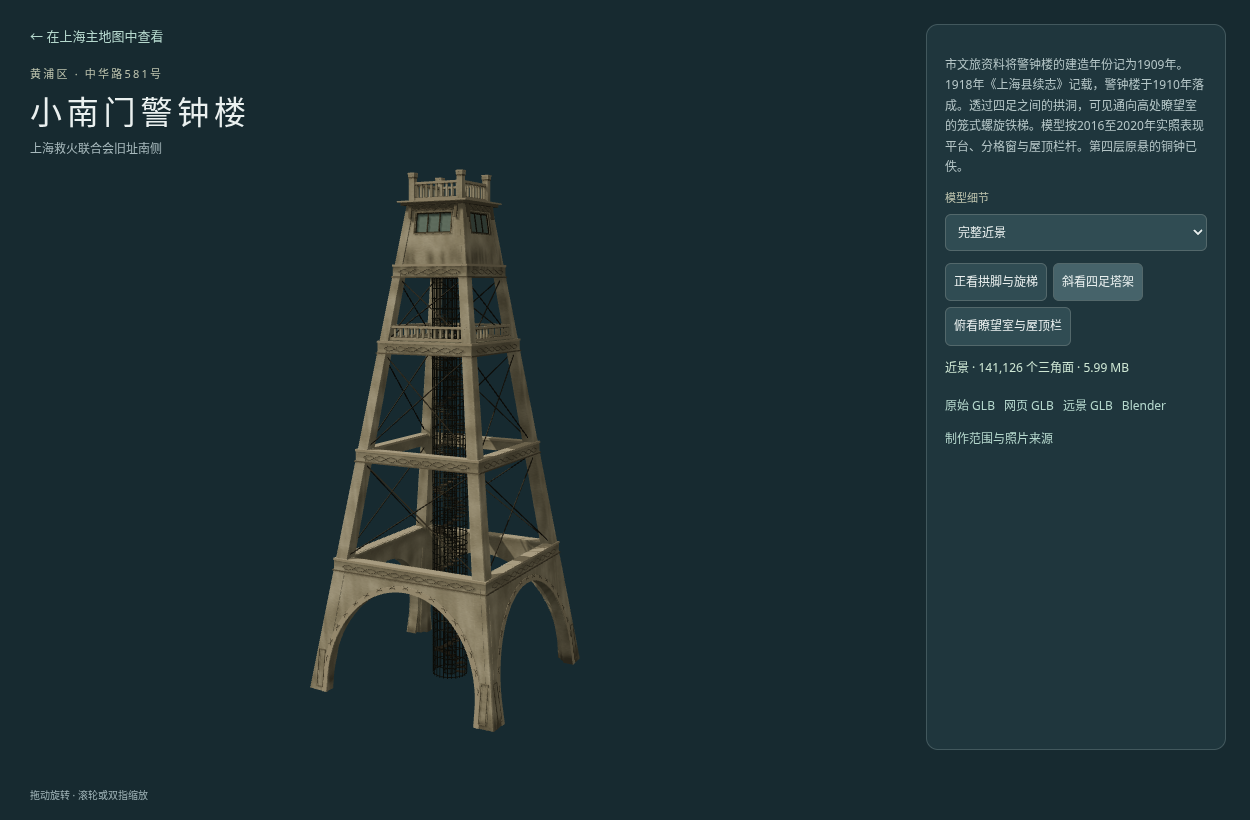 ← 在上海主地图中查看
黄浦区 · 中华路581号
小南门警钟楼
上海救火联合会旧址南侧
市文旅资料将警钟楼的建造年份记为1909年。
1918年《上海县续志》记载，警钟楼于1910年落
成。透过四足之间的拱洞，可见通向高处瞭望室
的笼式螺旋铁梯。模型按2016至2020年实照表现
平台、分格窗与屋顶栏杆。第四层原悬的铜钟已
佚。
模型细节
完整近景
正看拱脚与旋梯 斜看四足塔架
俯看瞭望室与屋顶栏
近景 · 141,126 个三角面 · 5.99 MB
原始 GLB 网页 GLB 远景 GLB Blender
制作范围与照片来源
拖动旋转 · 滚轮或双指缩放